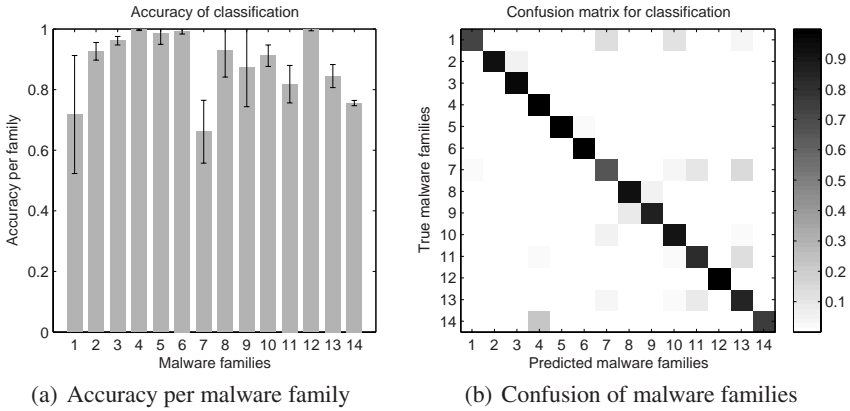 Accuracy of classification
1
0.8
0.6
0.4
0.2
0
Accuracy per family
1 2 3 4 5 6 7 8 9 10 11 12 13 14
Malware families
(a) Accuracy per malware family
Confusion matrix for classification
1
2
3
4
5
6
7
8
9
10
11
12
13
14
True malware families
1 2 3 4 5 6 7 8 9 10 11 12 13 14
Predicted malware families
0.9
0.8
0.7
0.6
0.5
0.4
0.3
0.2
0.1
(b) Confusion of malware families